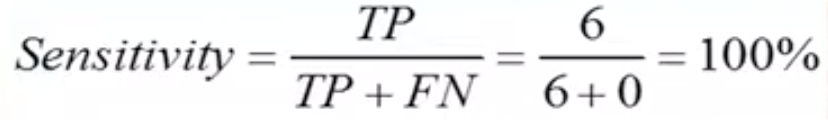 Sensitivity = TP / (TP + FN) = 6 / (6 + 0) = 100%